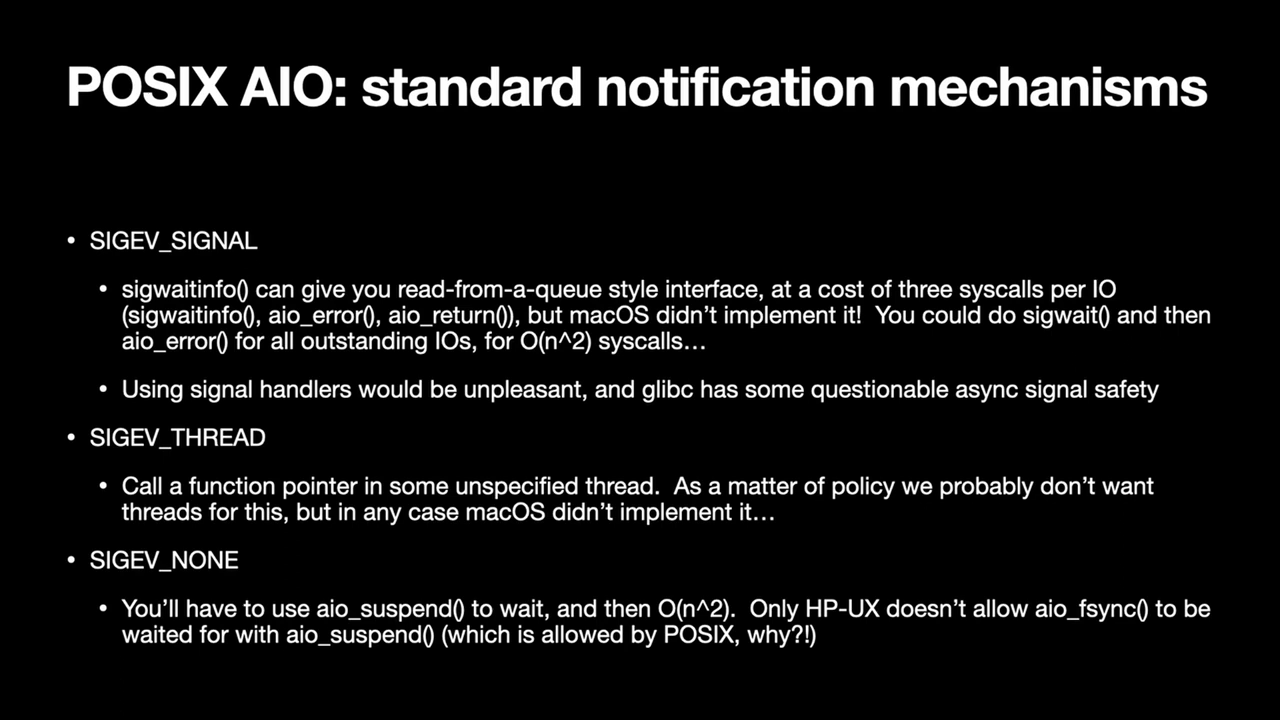 POSIX AIO: standard notification mechanisms
• SIGEV_SIGNAL
• sigwaitinfo() can give you read-from-a-queue style interface, at a cost of three syscalls per IO
(sigwaitinfo(), aio_error(), aio_return()), but macOS didn’t implement it!  You could do sigwait() and then
aio_error() for all outstanding IOs, for O(n^2) syscalls…
• Using signal handlers would be unpleasant, and glibc has some questionable async signal safety
• SIGEV_THREAD
• Call a function pointer in some unspecified thread.  As a matter of policy we probably don’t want
threads for this, but in any case macOS didn’t implement it…
• SIGEV_NONE
• You’ll have to use aio_suspend() to wait, and then O(n^2).  Only HP-UX doesn’t allow aio_fsync() to be
waited for with aio_suspend() (which is allowed by POSIX, why?!)